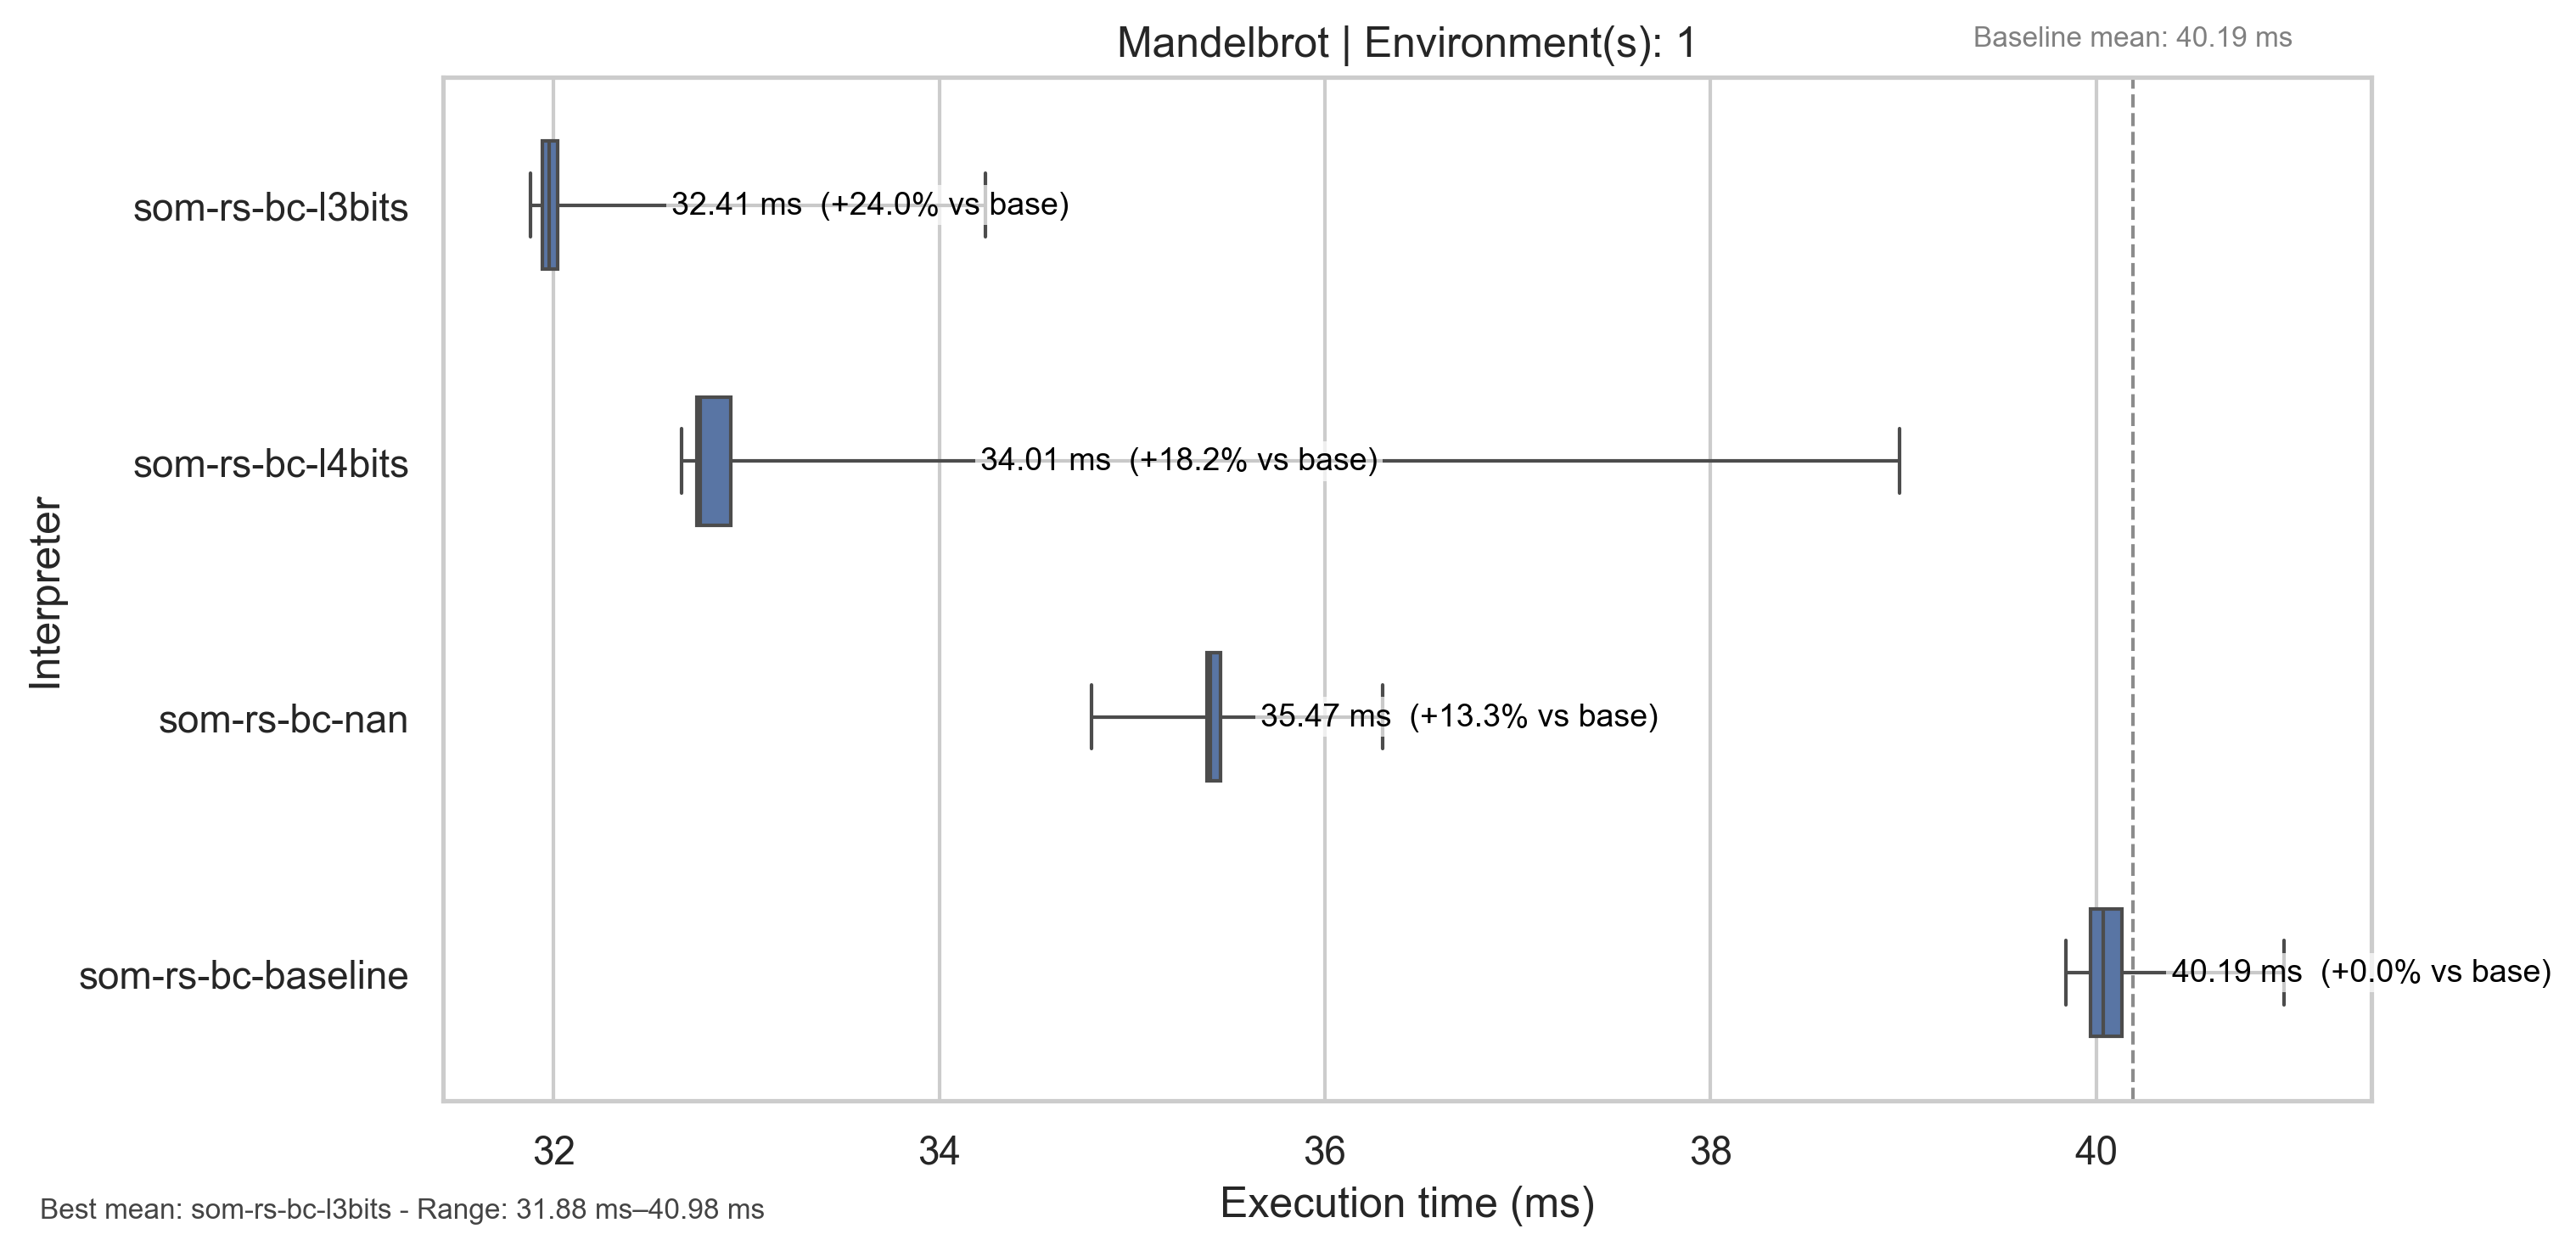 Mandelbrot | Environment(s): 1
Baseline mean: 40.19 ms
som-rs-bc-l3bits
32.41 ms  (+24.0% vs base)
som-rs-bc-l4bits
34.01 ms  (+18.2% vs base)
Interpreter
som-rs-bc-nan
35.47 ms  (+13.3% vs base)
som-rs-bc-baseline
40.19 ms  (+0.0% vs base)
32 34 36 38 40
Execution time (ms)
Best mean: som-rs-bc-l3bits - Range: 31.88 ms–40.98 ms